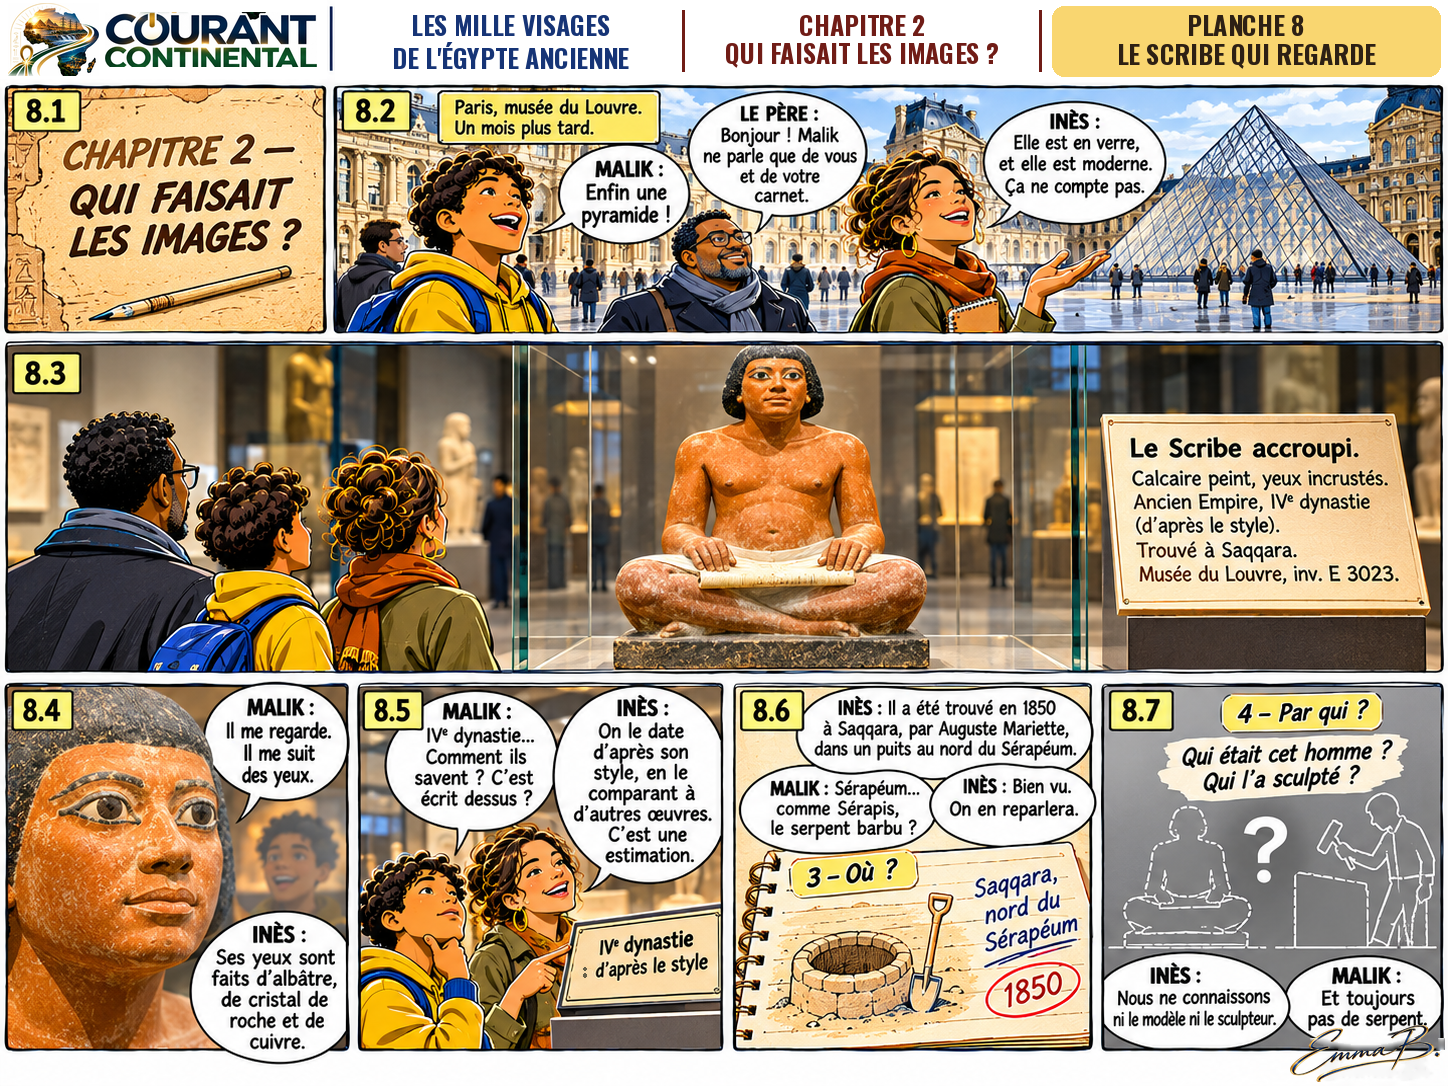 COURANT
CONTINENTAL
LES MILLE VISAGES
DE L'ÉGYPTE ANCIENNE
CHAPITRE 2
QUI FAISAIT LES IMAGES ?
PLANCHE 8
LE SCRIBE QUI REGARDE
8.1
CHAPITRE 2 –
QUI FAISAIT
LES IMAGES ?
8.2
Paris, musée du Louvre.
Un mois plus tard.
MALIK :
Enfin une
pyramide !
LE PÈRE :
Bonjour ! Malik
ne parle que de vous
et de votre
carnet.
INÈS :
Elle est en verre,
et elle est moderne.
Ça ne compte pas.
8.3
Le Scribe accroupi.
Calcaire peint, yeux incrustés.
Ancien Empire, IVe dynastie
(d'après le style).
Trouvé à Saqqara.
Musée du Louvre, inv. E 3023.
8.4
MALIK :
Il me regarde.
Il me suit
des yeux.
INÈS :
Ses yeux sont
faits d'albâtre,
de cristal de
roche et de
cuivre.
8.5
MALIK :
IVe dynastie...
Comment ils
savent ? C'est
écrit dessus ?
INÈS :
On le date
d'après son
style, en le
comparant à
d'autres œuvres.
C'est une
estimation.
IVe dynastie
: d'après le style
8.6
INÈS : Il a été trouvé en 1850
à Saqqara, par Auguste Mariette,
dans un puits au nord du Sérapéum.
MALIK : Sérapéum...
comme Sérapis,
le serpent barbu ?
INÈS : Bien vu.
On en reparlera.
3 – Où ?
Saqqara,
nord du
Sérapéum
1850
8.7
4 – Par qui ?
Qui était cet homme ?
Qui l'a sculpté ?
?
INÈS :
Nous ne connaissons
ni le modèle ni le sculpteur.
MALIK :
Et toujours
pas de serpent.
Emma B.